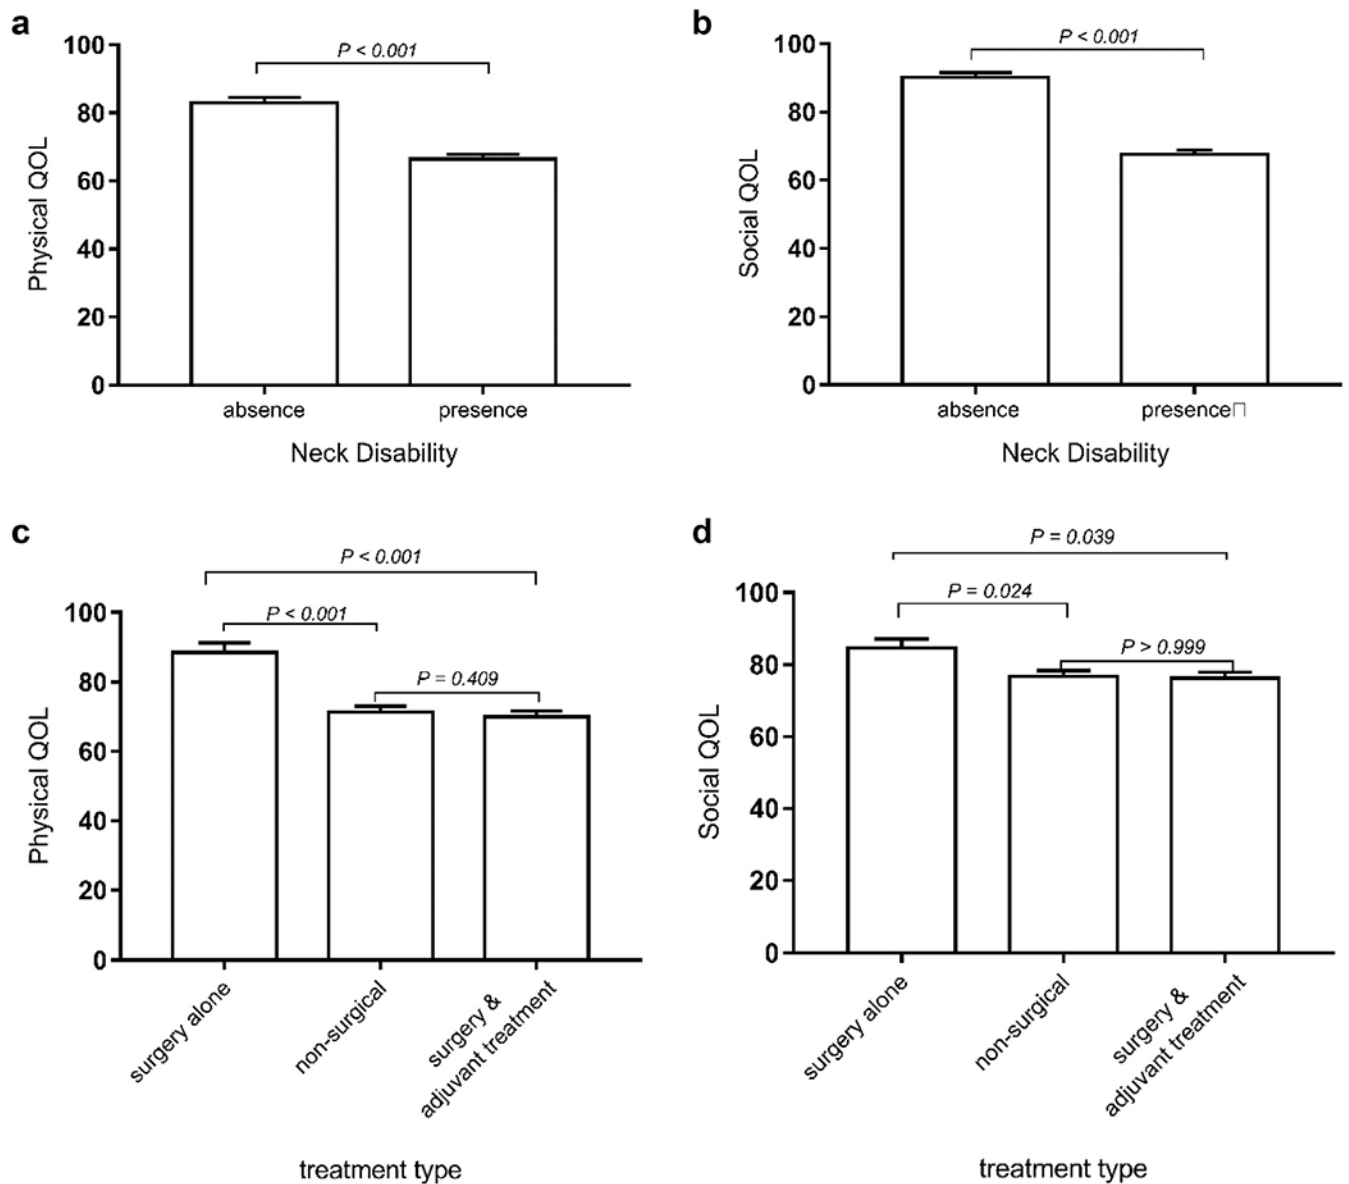 a
P < 0.001
100
80
60
40
20
0
Physical QOL
absence
presence
Neck Disability
b
P < 0.001
100
80
60
40
20
0
Social QOL
absence
presence□
Neck Disability
c
P < 0.001
P < 0.001
P = 0.409
100
80
60
40
20
0
Physical QOL
surgery alone
non-surgical
surgery &
adjuvant treatment
treatment type
d
P = 0.039
P = 0.024
P > 0.999
100
80
60
40
20
0
Social QOL
surgery alone
non-surgical
surgery &
adjuvant treatment
treatment type